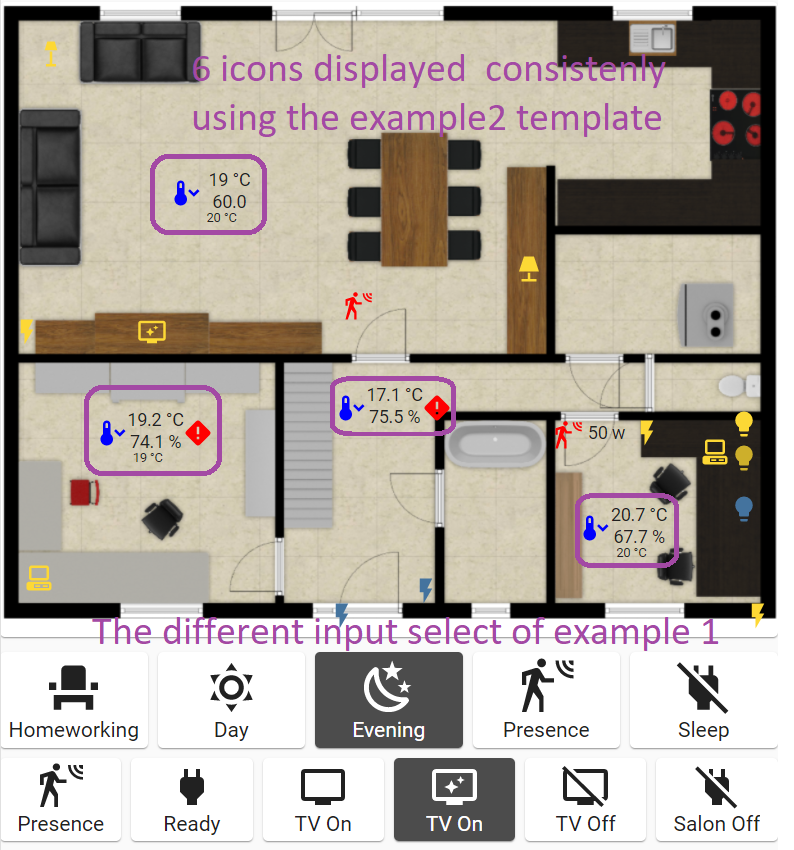 6 icons displayed  consistenly
using the example2 template
19 °C
60.0
20 °C
17.1 °C
75.5 %
19.2 °C
74.1 %
19 °C
50 w
20.7 °C
67.7 %
20 °C
The different input select of example 1
Homeworking
Day
Evening
Presence
Sleep
Presence
Ready
TV On
TV On
TV Off
Salon Off